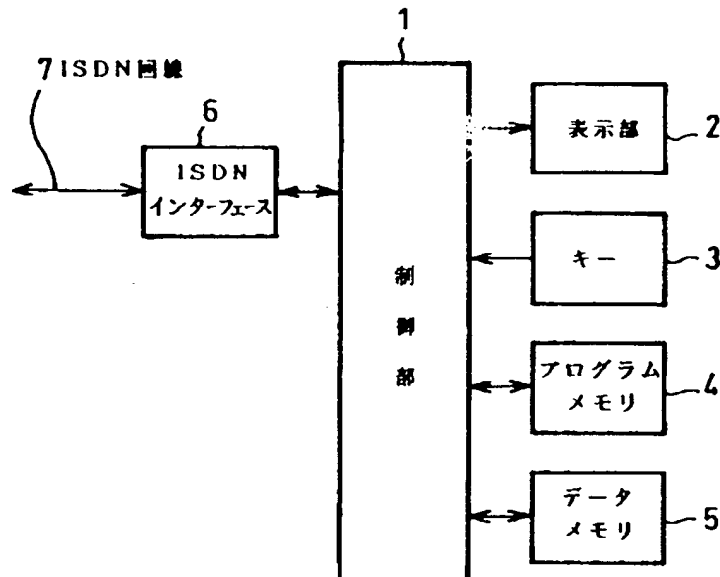 1
7 ISDN回線
6
ISDN
インターフェース
表示部
2
キー
3
制御部
プログラム
メモリ
4
データ
メモリ
5